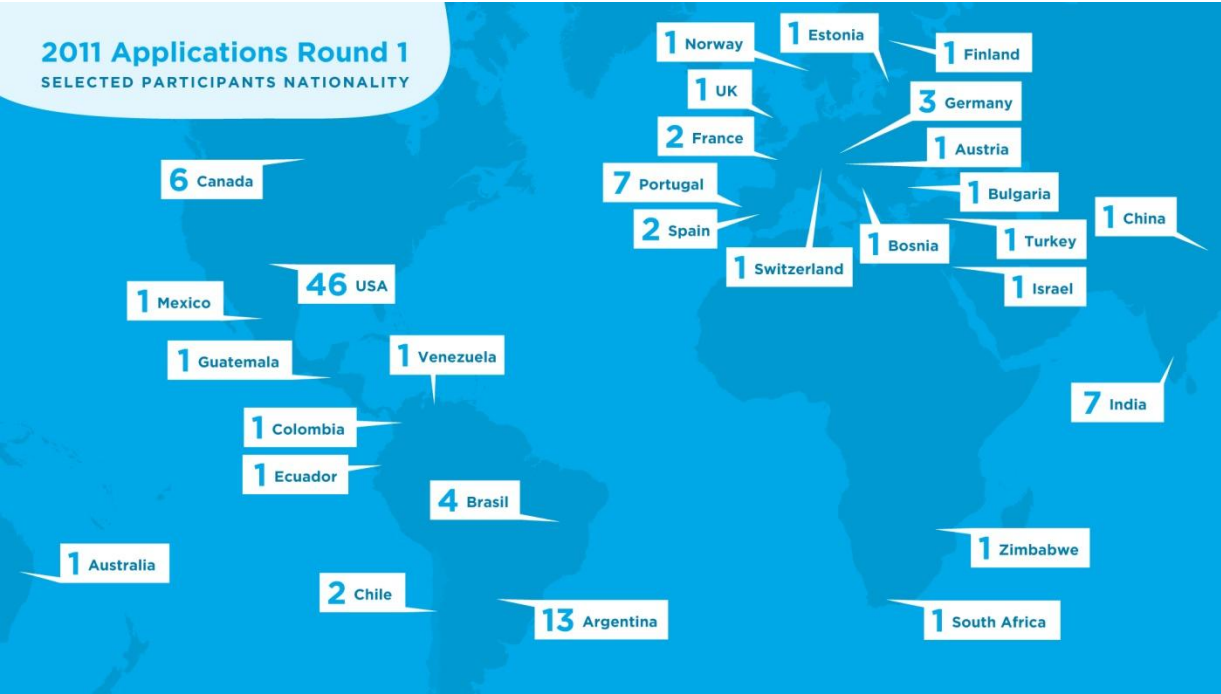 2011 Applications Round 1
SELECTED PARTICIPANTS NATIONALITY
1 Norway
1 Estonia
1 Finland
1 UK
3 Germany
2 France
1 Austria
6 Canada
7 Portugal
1 Bulgaria
2 Spain
1 China
1 Switzerland
1 Bosnia
1 Turkey
46 USA
1 Israel
1 Mexico
1 Guatemala
1 Venezuela
7 India
1 Colombia
1 Ecuador
4 Brasil
1 Zimbabwe
1 Australia
2 Chile
13 Argentina
1 South Africa